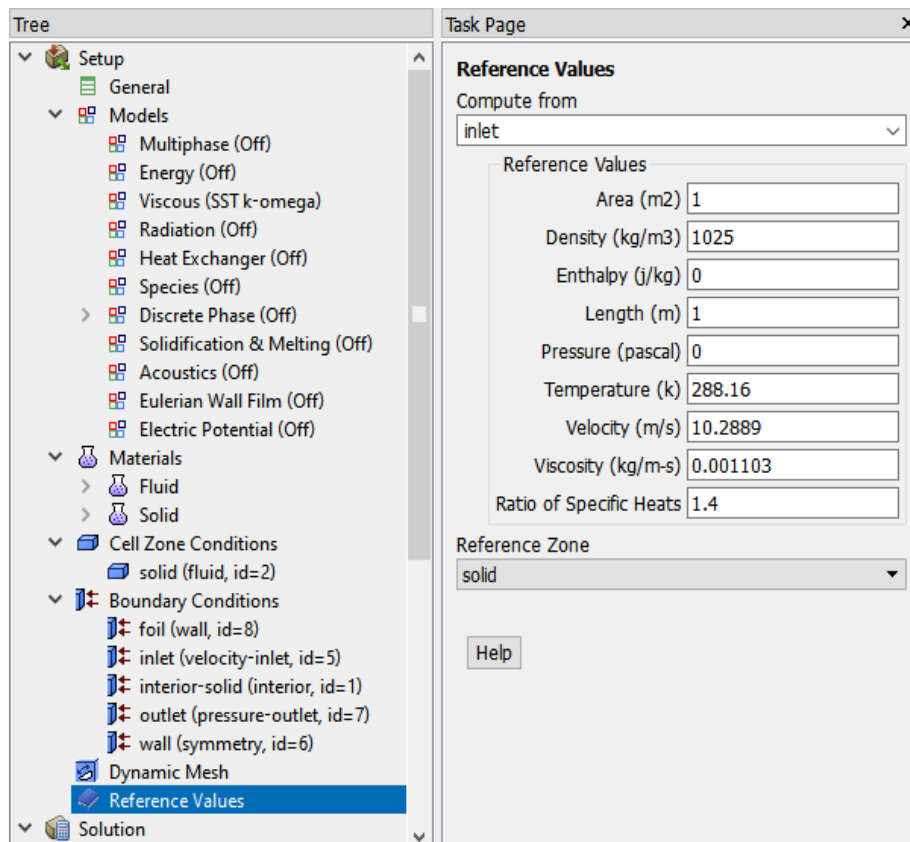 Tree
Setup
General
Models
Multiphase (Off)
Energy (Off)
Viscous (SST k-omega)
Radiation (Off)
Heat Exchanger (Off)
Species (Off)
Discrete Phase (Off)
Solidification & Melting (Off)
Acoustics (Off)
Eulerian Wall Film (Off)
Electric Potential (Off)
Materials
Fluid
Solid
Cell Zone Conditions
solid (fluid, id=2)
Boundary Conditions
foil (wall, id=8)
inlet (velocity-inlet, id=5)
interior-solid (interior, id=1)
outlet (pressure-outlet, id=7)
wall (symmetry, id=6)
Dynamic Mesh
Reference Values
Solution
Task Page
Reference Values
Compute from
inlet
Reference Values
Area (m2) 1
Density (kg/m3) 1025
Enthalpy (j/kg) 0
Length (m) 1
Pressure (pascal) 0
Temperature (k) 288.16
Velocity (m/s) 10.2889
Viscosity (kg/m-s) 0.001103
Ratio of Specific Heats 1.4
Reference Zone
solid
Help